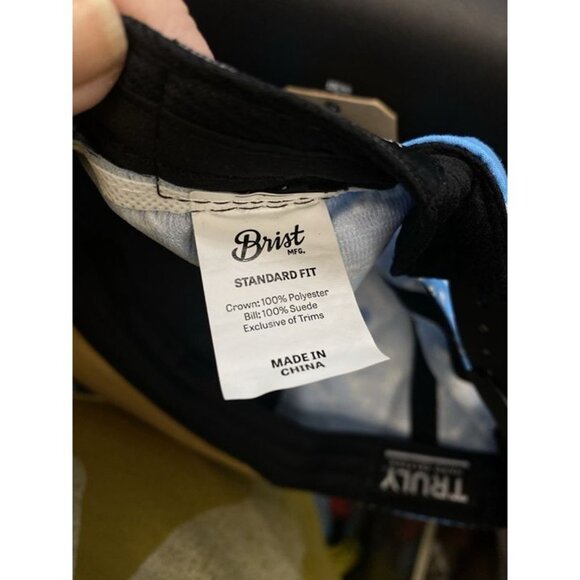 Brist
MFG.
STANDARD FIT
Crown: 100% Polyester
Bill: 100% Suede
Exclusive of Trims
MADE IN
CHINA
TRULY